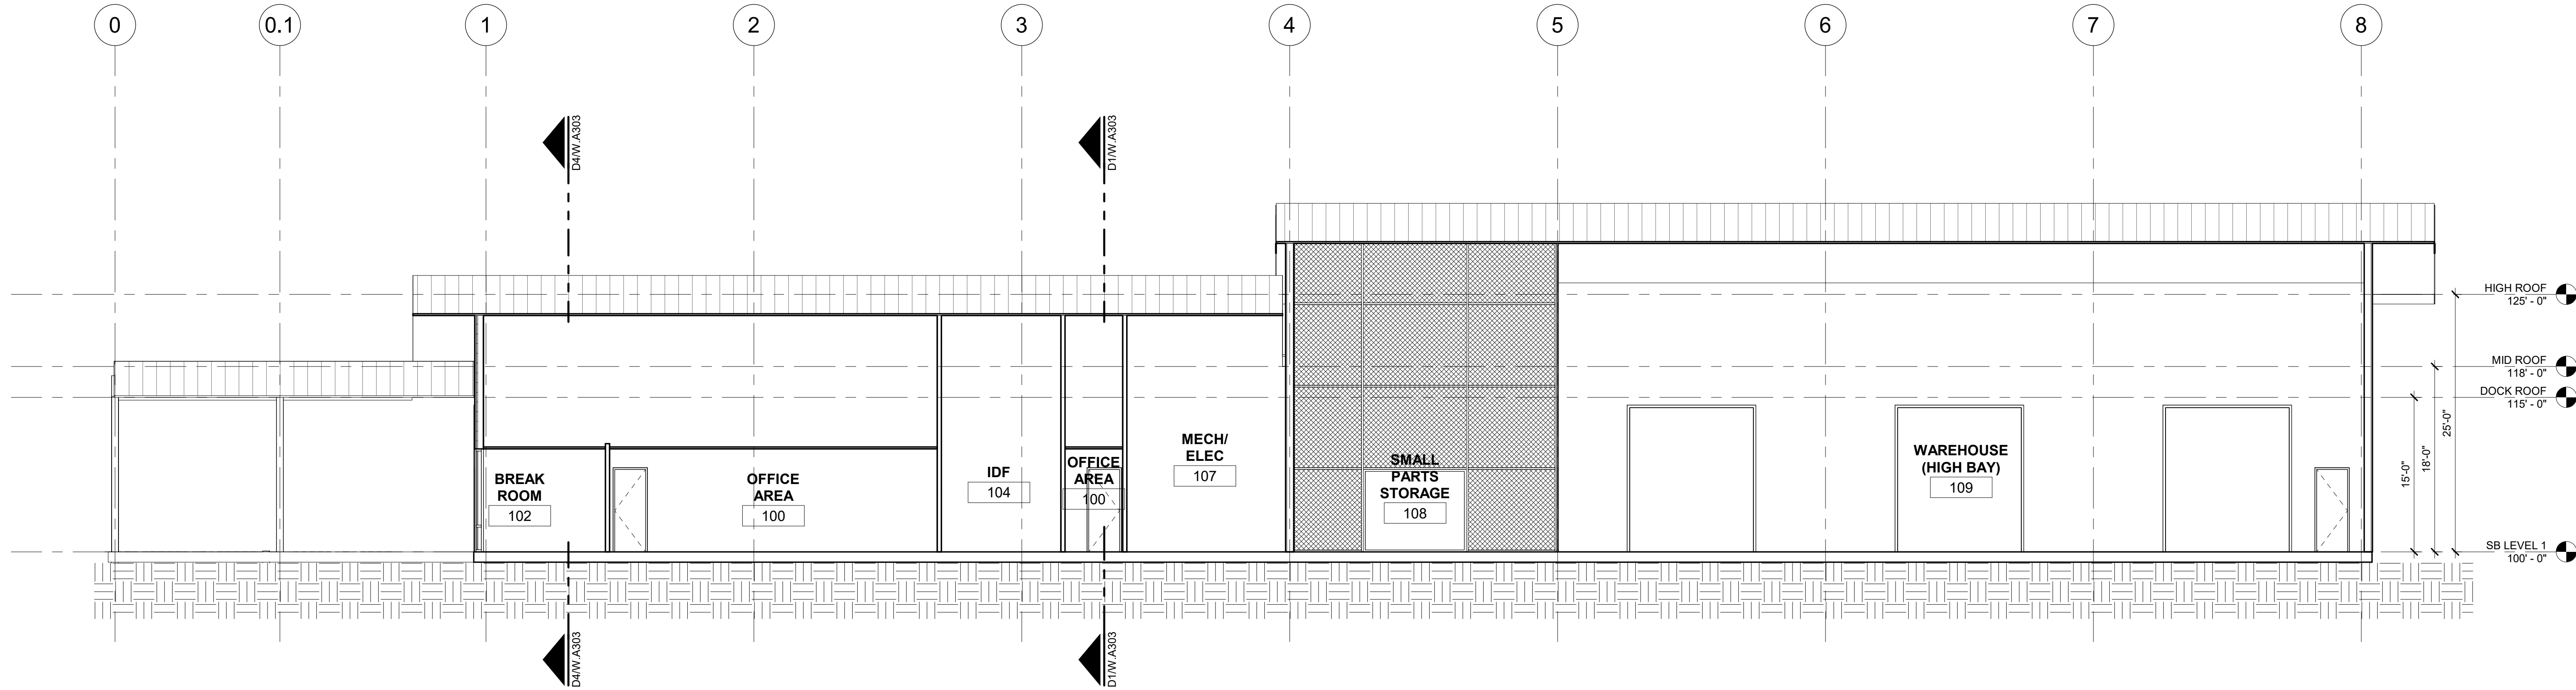 0
0.1
1
2
3
4
5
6
7
8
D4/W.A303
D1/W.A303
HIGH ROOF
125' - 0"
MID ROOF
118' - 0"
DOCK ROOF
115' - 0"
25'-0"
18'-0"
15'-0"
MECH/
ELEC
107
WAREHOUSE
(HIGH BAY)
109
SMALL
PARTS
STORAGE
108
OFFICE
AREA
100
IDF
104
BREAK
ROOM
102
OFFICE
AREA
100
SB LEVEL 1
100' - 0"
D4/W.A303
D1/W.A303